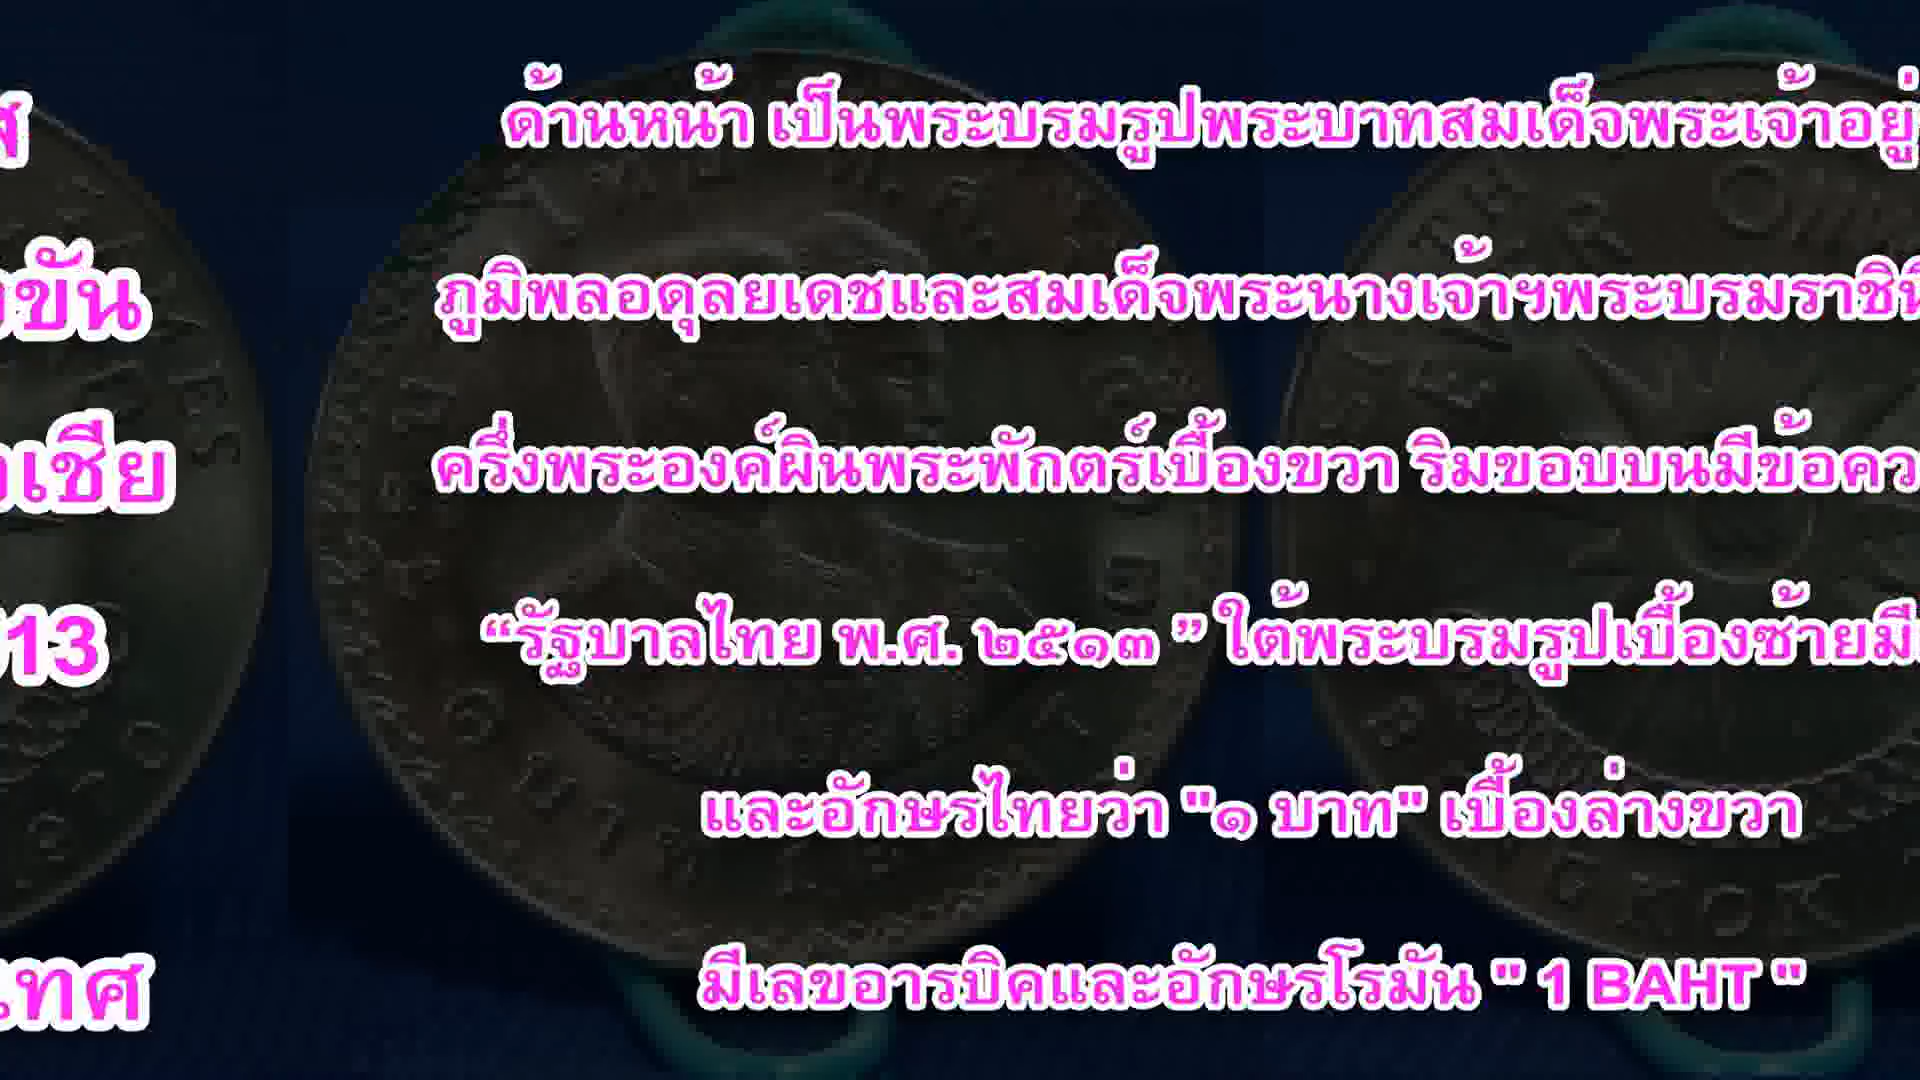 ด้านหน้า เป็นพระบรมรูปพระบาทสมเด็จพระเจ้าอยู่
ขัน ภูมิพลอดุลยเดชและสมเด็จพระนางเจ้าฯพระบรมราชินี
อเชีย ครึ่งพระองค์ผินพระพักตร์เบื้องขวา ริมขอบบนมีข้อคว
13 “รัฐบาลไทย พ.ศ. ๒๕๑๓ ” ใต้พระบรมรูปเบื้องซ้ายมี
และอักษรไทยว่า "๑ บาท" เบื้องล่างขวา
เทศ มีเลขอารบิคและอักษรโรมัน " 1 BAHT "
BANGKOK